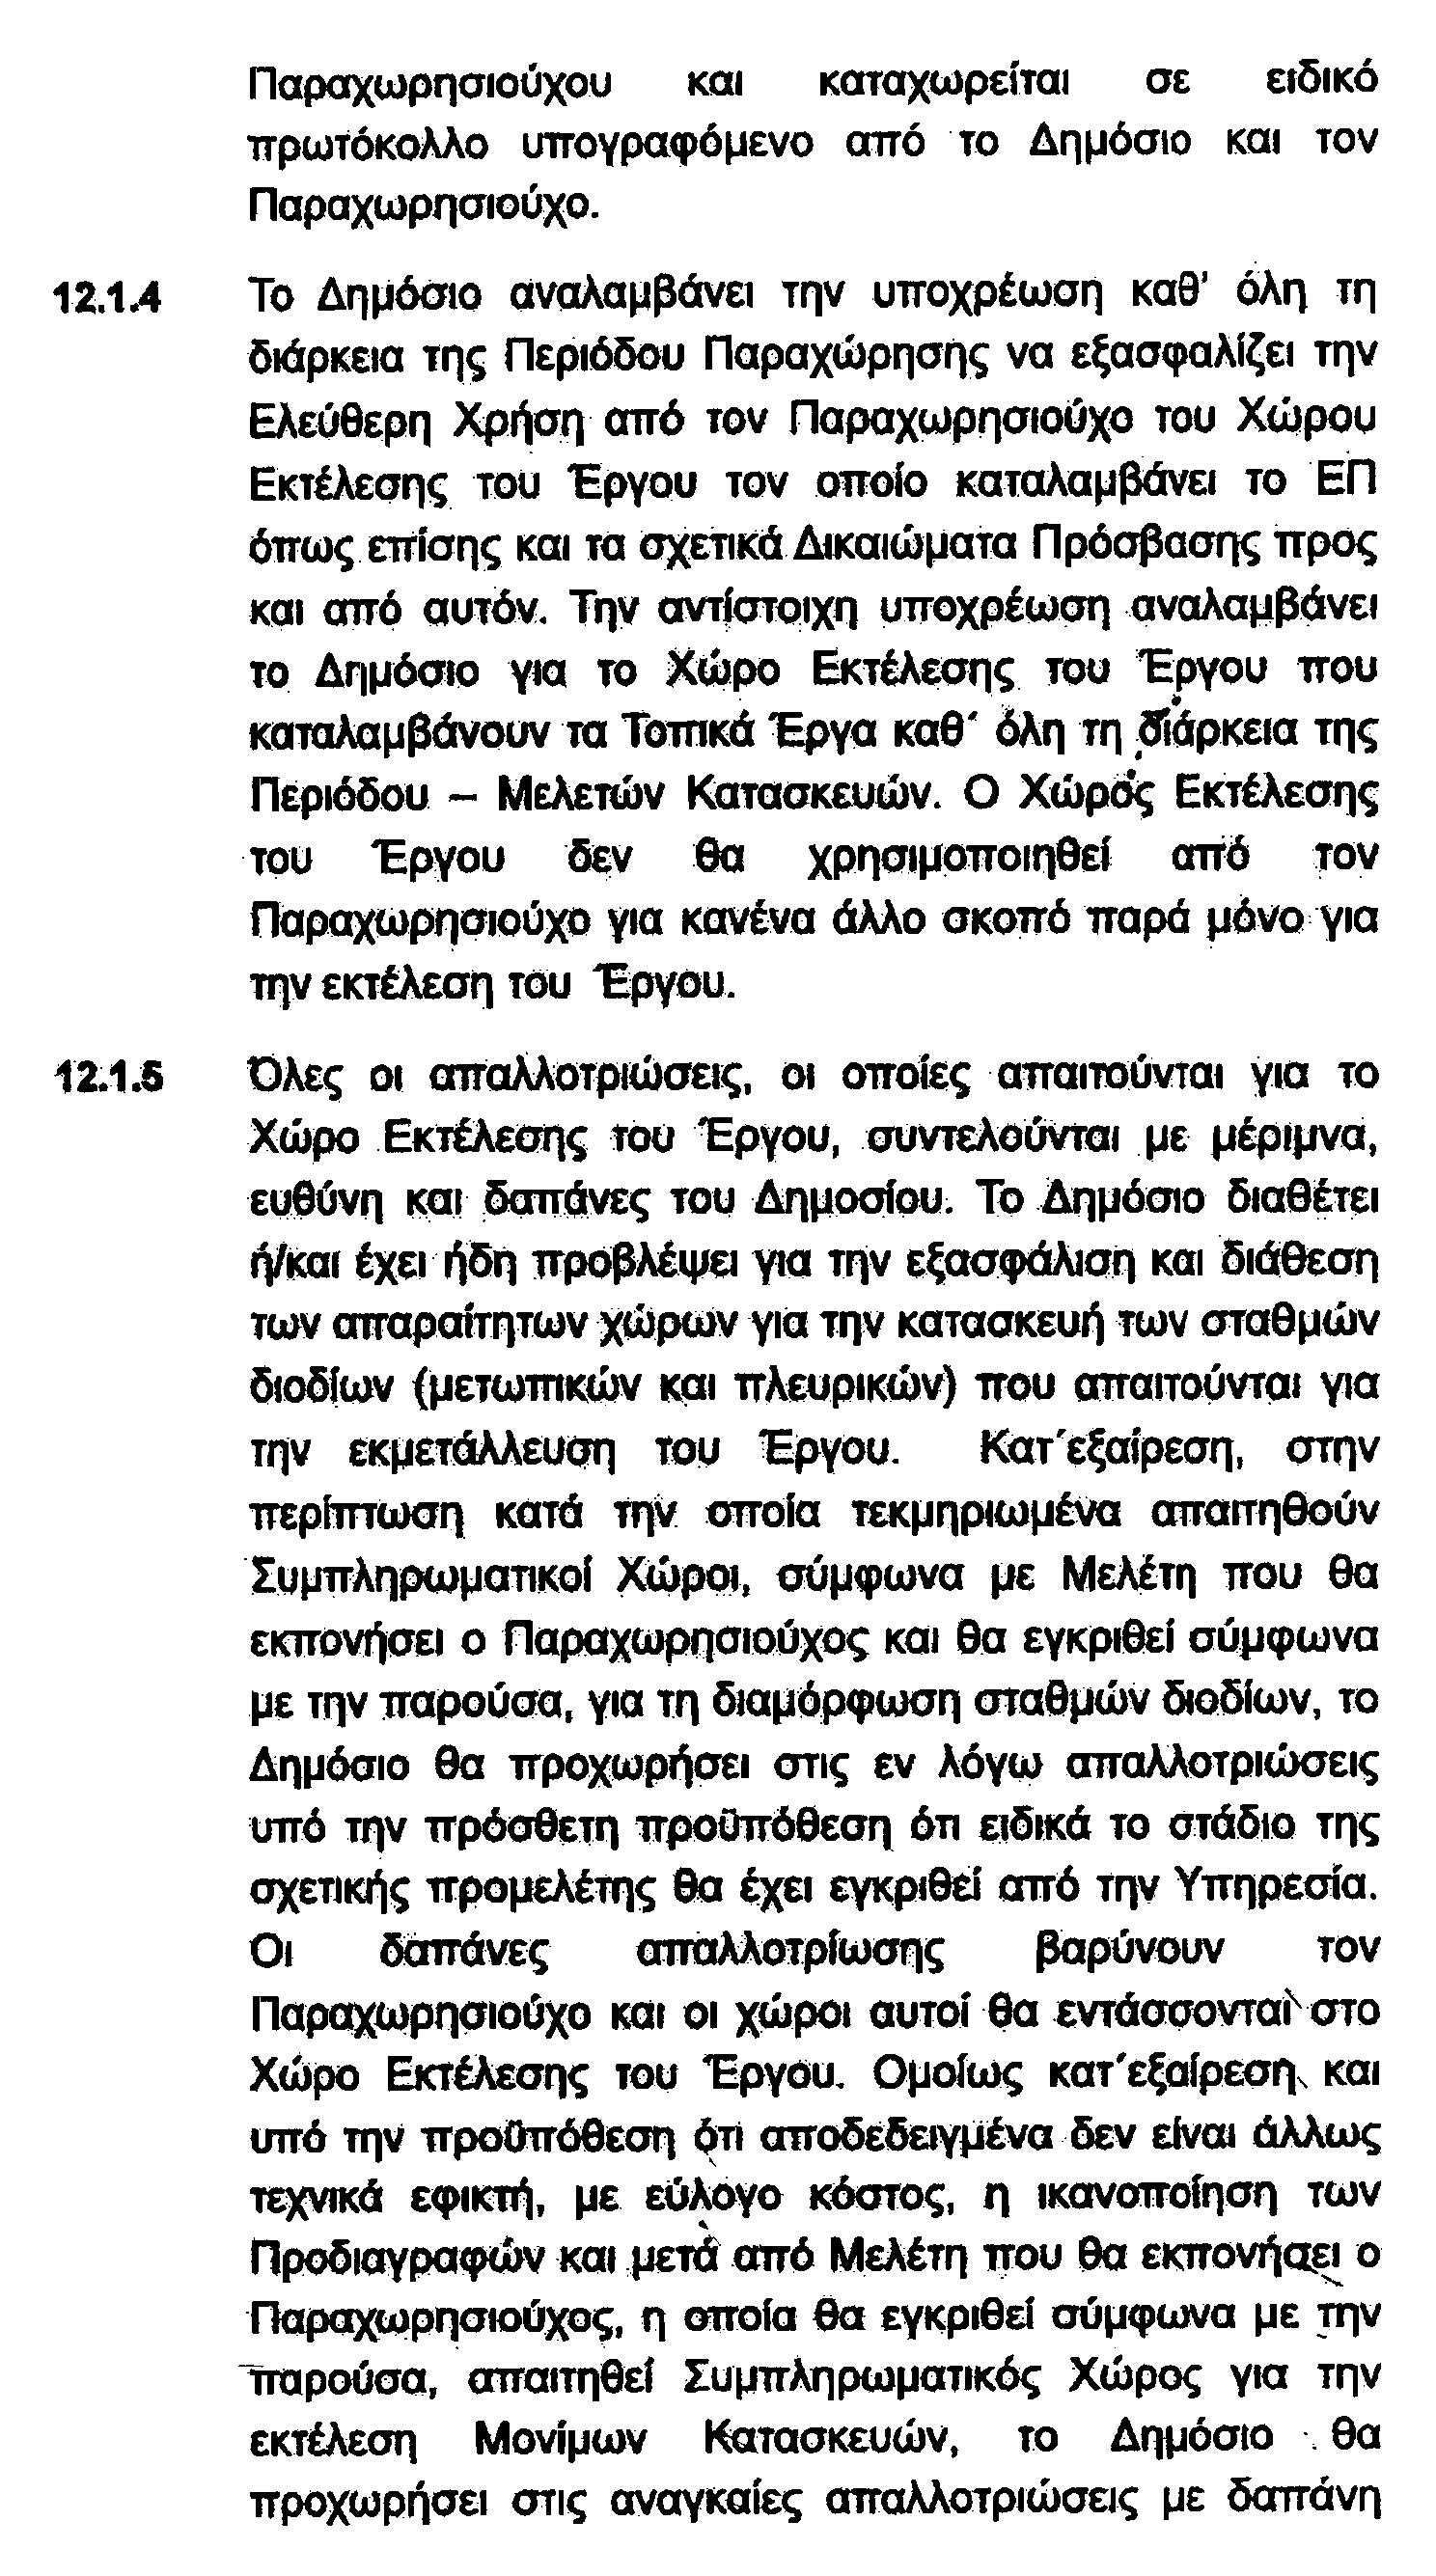 Παραχωρησιούχου και καταχωρείται σε ειδικό
πρωτόκολλο υπογραφόμενο από το Δημόσιο και τον
Παραχωρησιούχο.
12.1.4 Το Δημόσιο αναλαμβάνει την υποχρέωση καθ' όλη τη
διάρκεια της Περιόδου Παραχώρησης να εξασφαλίζει την
Ελεύθερη Χρήση από τον Παραχωρησιούχο του Χώρου
Εκτέλεσης του Έργου τον οποίο καταλαμβάνει το ΕΠ
όπως επίσης και τα σχετικά Δικαιώματα Πρόσβασης προς
και από αυτόν. Την αντίστοιχη υποχρέωση αναλαμβάνει
το Δημόσιο για το Χώρο Εκτέλεσης του Έργου που
καταλαμβάνουν τα Τοπικά Έργα καθ΄ όλη τη διάρκεια της
Περιόδου – Μελετών Κατασκευών. Ο Χώρος Εκτέλεσης
του Έργου δεν θα χρησιμοποιηθεί από τον
Παραχωρησιούχο για κανένα άλλο σκοπό παρά μόνο για
την εκτέλεση του Έργου.
12.1.5 Όλες οι απαλλοτριώσεις, οι οποίες απαιτούνται για το
Χώρο Εκτέλεσης του Έργου, συντελούνται με μέριμνα,
ευθύνη και δαπάνες του Δημοσίου. Το Δημόσιο διαθέτει
ή/και έχει ήδη προβλέψει για την εξασφάλιση και διάθεση
των απαραίτητων χώρων για την κατασκευή των σταθμών
διοδίων (μετωπικών και πλευρικών) που απαιτούνται για
την εκμετάλλευση του Έργου. Κατ΄εξαίρεση, στην
περίπτωση κατά την οποία τεκμηριωμένα απαιτηθούν
Συμπληρωματικοί Χώροι, σύμφωνα με Μελέτη που θα
εκπονήσει ο Παραχωρησιούχος και θα εγκριθεί σύμφωνα
με την παρούσα, για τη διαμόρφωση σταθμών διοδίων, το
Δημόσιο θα προχωρήσει στις εν λόγω απαλλοτριώσεις
υπό την πρόσθετη προϋπόθεση ότι ειδικά το στάδιο της
σχετικής προμελέτης θα έχει εγκριθεί από την Υπηρεσία.
Οι δαπάνες απαλλοτρίωσης βαρύνουν τον
Παραχωρησιούχο και οι χώροι αυτοί θα εντάσσονται στο
Χώρο Εκτέλεσης του Έργου. Ομοίως κατ΄εξαίρεση, και
υπό την προϋπόθεση ότι αποδεδειγμένα δεν είναι άλλως
τεχνικά εφικτή, με εύλογο κόστος, η ικανοποίηση των
Προδιαγραφών και μετά από Μελέτη που θα εκπονήσει ο
Παραχωρησιούχος, η οποία θα εγκριθεί σύμφωνα με την
παρούσα, απαιτηθεί Συμπληρωματικός Χώρος για την
εκτέλεση Μονίμων Κατασκευών, το Δημόσιο θα
προχωρήσει στις αναγκαίες απαλλοτριώσεις με δαπάνη